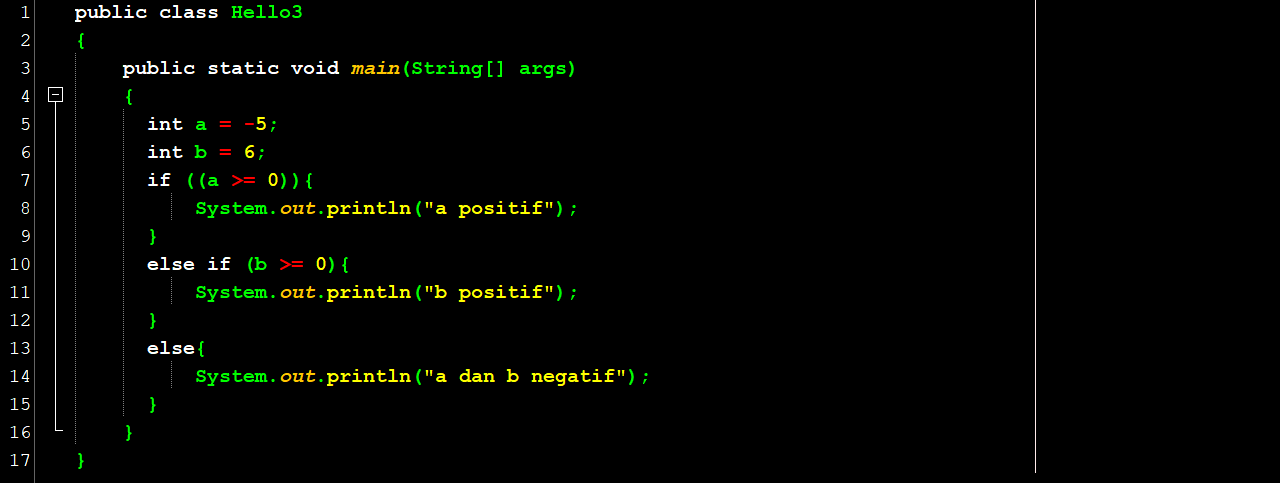 1 public class Hello3
2 {
3 public static void main(String[] args)
4 {
5 int a = -5;
6 int b = 6;
7 if ((a >= 0)){
8 System.out.println("a positif");
9 }
10 else if (b >= 0){
11 System.out.println("b positif");
12 }
13 else{
14 System.out.println("a dan b negatif");
15 }
16 }
17 }